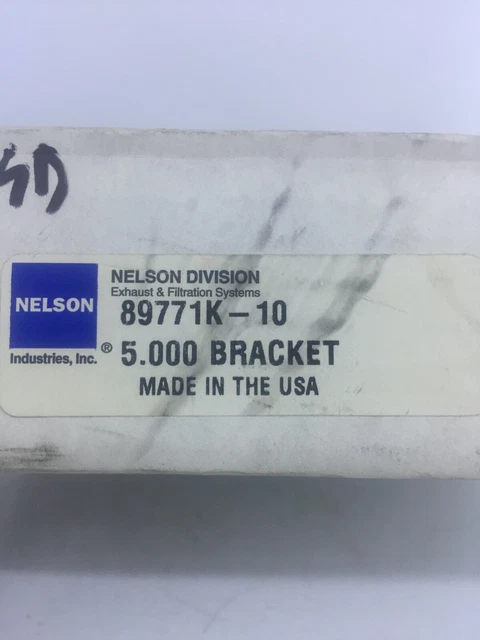 NELSON DIVISION
Exhaust & Filtration Systems
NELSON
89771K-10
Industries, Inc. ®
5.000 BRACKET
MADE IN THE USA